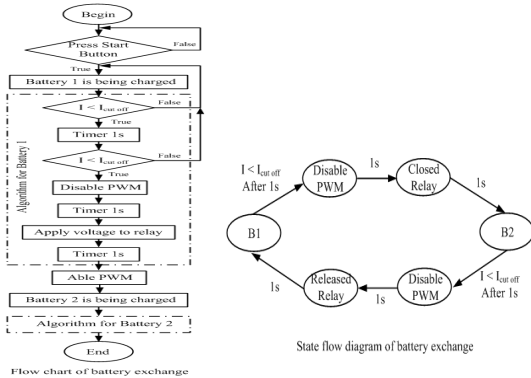 Begin
Press Start
Button
False
True
Battery 1 is being charged
Algorithm for Battery 1
I < Icut off
False
True
Timer 1s
I < Icut off
False
True
Disable PWM
Timer 1s
Apply voltage to relay
Timer 1s
Able PWM
Battery 2 is being charged
Algorithm for Battery 2
End
Flow chart of battery exchange
I < Icut off
After 1s
Disable
PWM
1s
Closed
Relay
1s
B1
B2
1s
Released
Relay
1s
Disable
PWM
I < Icut off
After 1s
State flow diagram of battery exchange